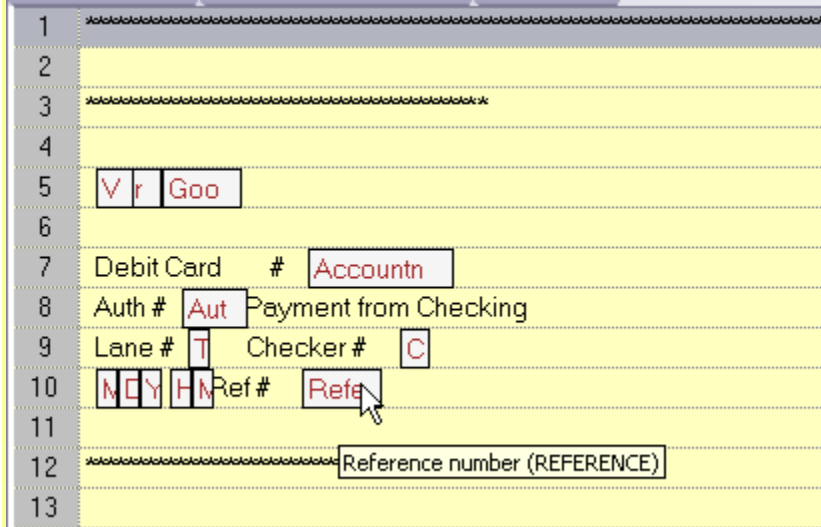 1 ****************************************************************************************************
2
3 ******************************************
4
5 V r Goo
6
7 Debit Card # Accountn
8 Auth # Aut Payment from Checking
9 Lane # T Checker # C
10 M D Y H M Ref # Refe
11
12 ***************************
Reference number (REFERENCE)
13